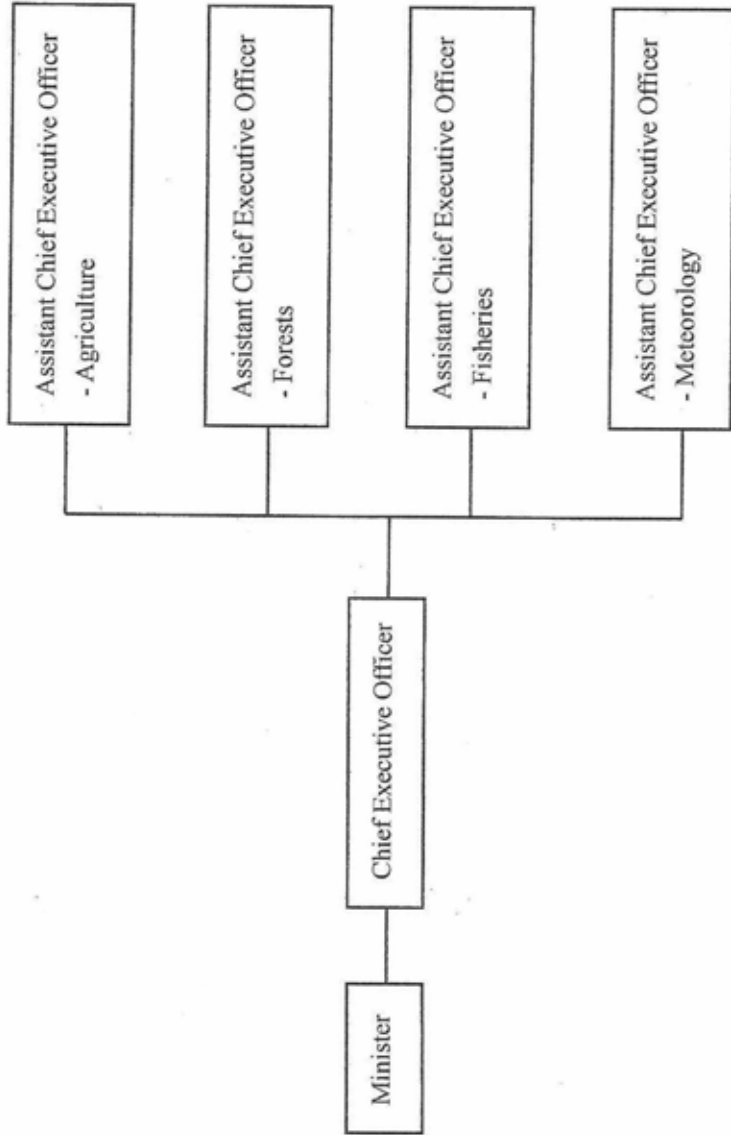 Minister
Chief Executive Officer
Assistant Chief Executive Officer
- Agriculture
Assistant Chief Executive Officer
- Forests
Assistant Chief Executive Officer
- Fisheries
Assistant Chief Executive Officer
- Meteorology